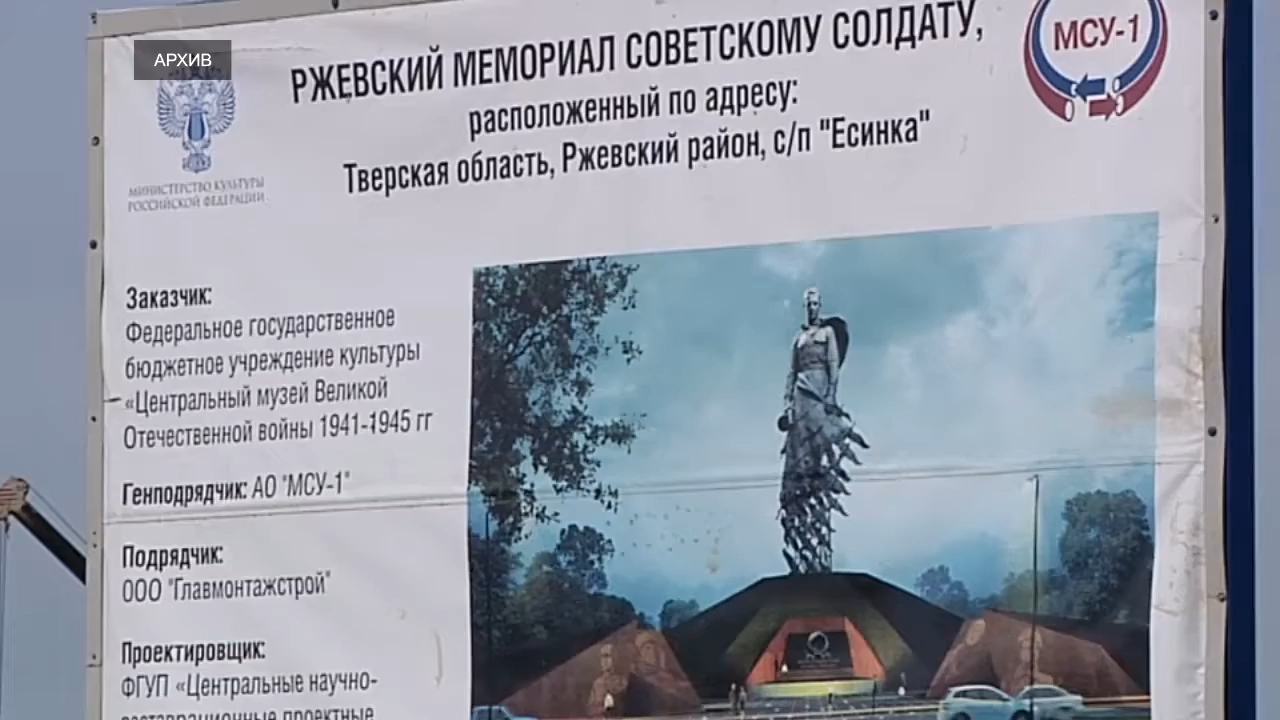 АРХИВ
РЖЕВСКИЙ МЕМОРИАЛ СОВЕТСКОМУ СОЛДАТУ,
расположенный по адресу:
Тверская область, Ржевский район, с/п "Есинка"
МСУ-1
МИНИСТЕРСТВО КУЛЬТУРЫ
РОССИЙСКОЙ ФЕДЕРАЦИИ
Заказчик:
Федеральное государственное
бюджетное учреждение культуры
«Центральный музей Великой
Отечественной войны 1941-1945 гг
Генподрядчик: АО "МСУ-1"
Подрядчик:
ООО "Главмонтажстрой"
Проектировщик:
ФГУП «Центральные научно-
реставрационные проектные